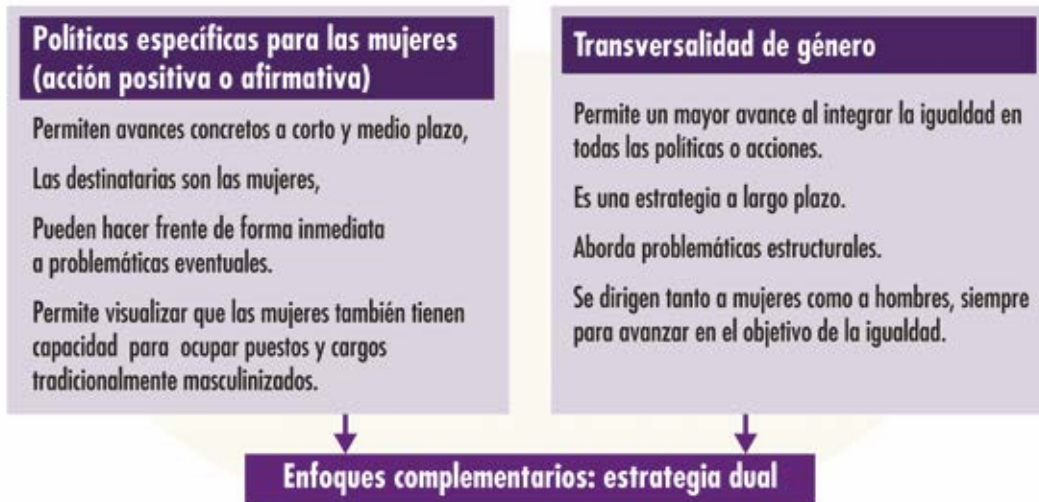 Políticas específicas para las mujeres
(acción positiva o afirmativa)
Permiten avances concretos a corto y medio plazo,
Las destinatarias son las mujeres,
Pueden hacer frente de forma inmediata
a problemáticas eventuales.
Permite visualizar que las mujeres también tienen
capacidad para ocupar puestos y cargos
tradicionalmente masculinizados.
Transversalidad de género
Permite un mayor avance al integrar la igualdad en
todas las políticas o acciones.
Es una estrategia a largo plazo.
Aborda problemáticas estructurales.
Se dirigen tanto a mujeres como a hombres, siempre
para avanzar en el objetivo de la igualdad.
Enfoques complementarios: estrategia dual